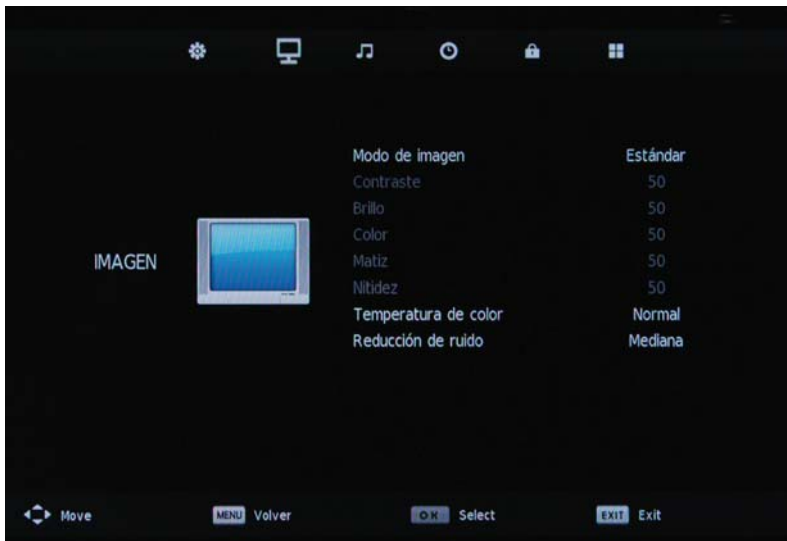 Modo de imagen Estándar
Contraste 50
Brillo 50
Color 50
Matiz 50
IMAGEN
Nitidez 50
Temperatura de color Normal
Reducción de ruido Mediana
Move MENU Volver OK Select EXIT Exit